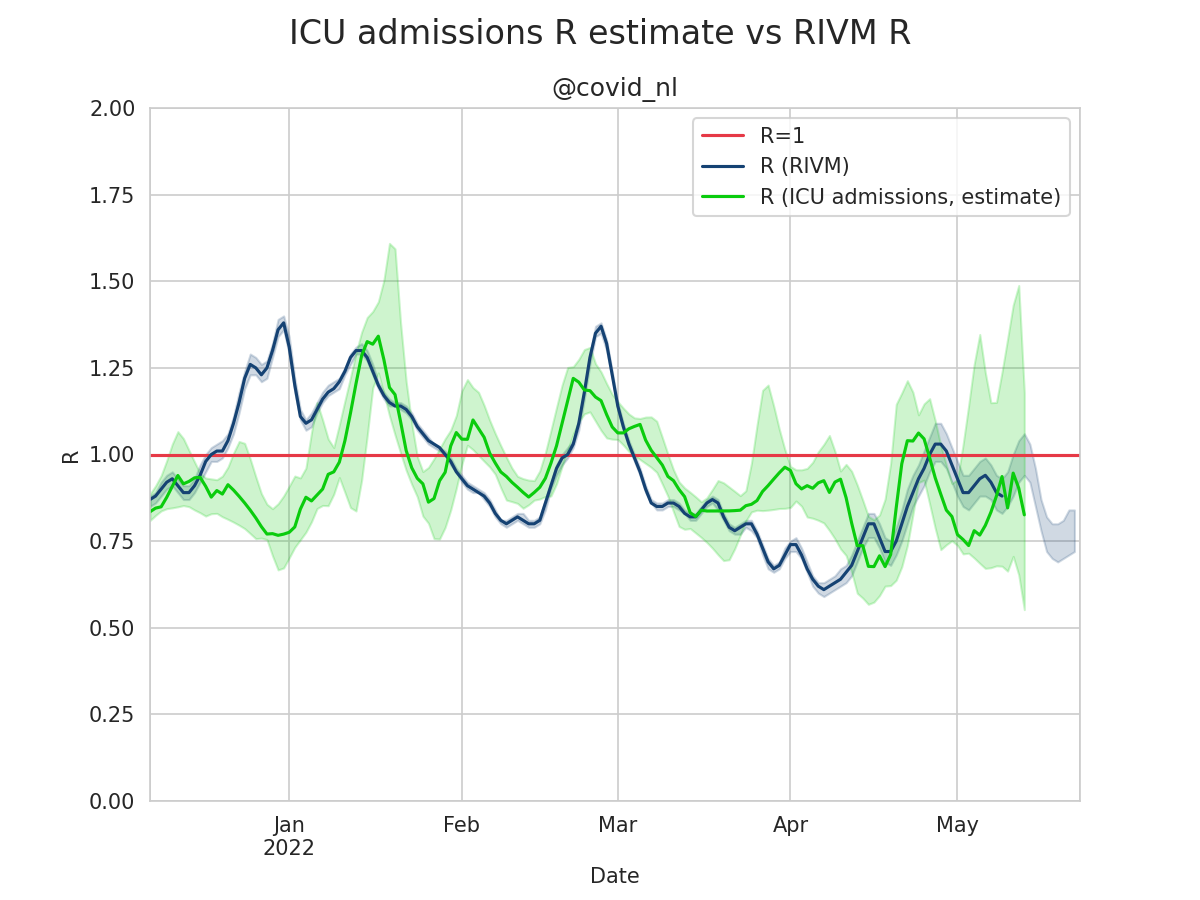 ICU admissions R estimate vs RIVM R
@covid_nl
2.00
1.75
1.50
1.25
1.00
0.75
0.50
0.25
0.00
R
R=1
R (RIVM)
R (ICU admissions, estimate)
Jan Feb Mar Apr May
2022
Date